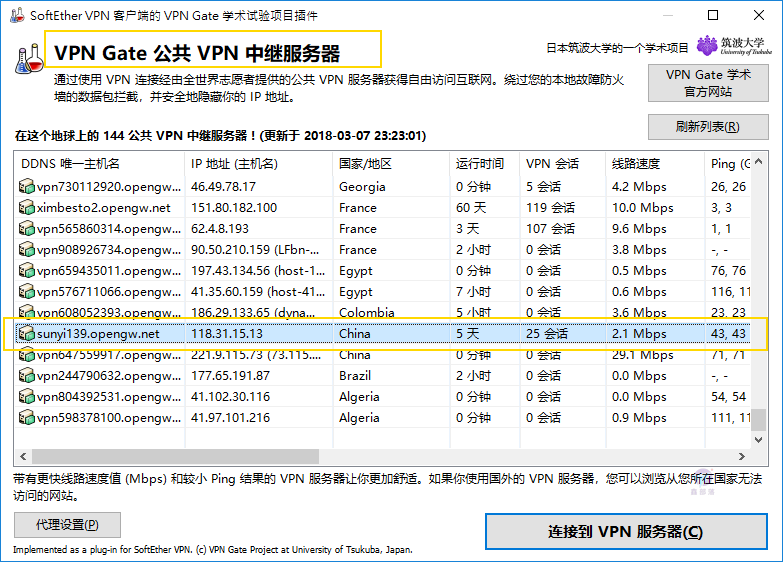 SoftEther VPN 客户端的 VPN Gate 学术试验项目插件
VPN Gate 公共 VPN 中继服务器
日本筑波大学的一个学术项目
筑波大学
University of Tsukuba
通过使用 VPN 连接经由全世界志愿者提供的公共 VPN 服务器获得自由访问互联网。绕过您的本地故障防火
墙的数据包拦截，并安全地隐藏你的 IP 地址。
VPN Gate 学术
官方网站
在这个地球上的 144 公共 VPN 中继服务器！(更新于 2018-03-07 23:23:01)
刷新列表(R)
DDNS 唯一主机名 IP 地址 (主机名) 国家/地区 运行时间 VPN 会话 线路速度 Ping (G
vpn730112920.opengw... 46.49.78.17 Georgia 0 分钟 5 会话 4.2 Mbps 26, 26
ximbesto2.opengw.net 151.80.182.100 France 60 天 119 会话 10.0 Mbps 3, 3
vpn565860314.opengw... 62.4.8.193 France 3 天 107 会话 9.6 Mbps 1, 1
vpn908926734.opengw... 90.50.210.159 (LFbn-... France 2 小时 0 会话 3.8 Mbps -, -
vpn659435011.opengw... 197.43.134.56 (host-1... Egypt 0 分钟 0 会话 0.5 Mbps 76, 76
vpn576711066.opengw... 41.35.60.159 (host-41... Egypt 7 小时 0 会话 0.6 Mbps 116, 11
vpn608052393.opengw... 186.29.133.65 (dyna... Colombia 5 小时 0 会话 3.6 Mbps 23, 23
sunyi139.opengw.net 118.31.15.13 China 5 天 25 会话 2.1 Mbps 43, 43
vpn647559917.opengw... 221.9.115.73 (73.115.... China 0 分钟 0 会话 29.1 Mbps 71, 71
vpn244790632.opengw... 177.65.191.87 Brazil 2 小时 0 会话 0.0 Mbps -, -
vpn804392531.opengw... 41.102.30.116 Algeria 0 分钟 0 会话 0.0 Mbps 54, 54
vpn598378100.opengw... 41.97.101.216 Algeria 0 分钟 0 会话 0.9 Mbps 111, 11
带有更快线路速度值 (Mbps) 和较小 Ping 结果的 VPN 服务器让你更加舒适。如果你使用国外的 VPN 服务器，您可以浏览从您所在国家无法
访问的网站。
代理设置(P)
连接到 VPN 服务器(C)
Implemented as a plug-in for SoftEther VPN. (c) VPN Gate Project at University of Tsukuba, Japan.